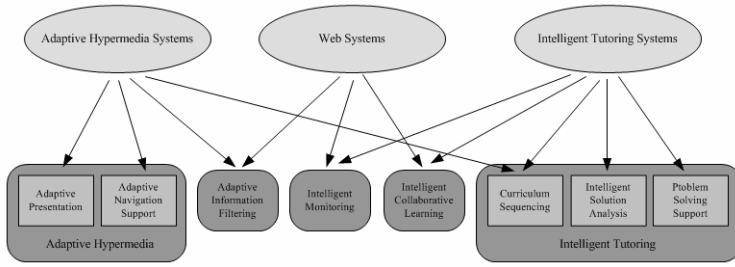 Adaptive Hypermedia Systems
Web Systems
Intelligent Tutoring Systems
Adaptive
Presentation
Adaptive
Navigation
Support
Adaptive Hypermedia
Adaptive
Information
Filtering
Intelligent
Monitoring
Intelligent
Collaborative
Learning
Curriculum
Sequencing
Intelligent
Solution
Analysis
Ptoblem
Solving
Support
Intelligent Tutoring